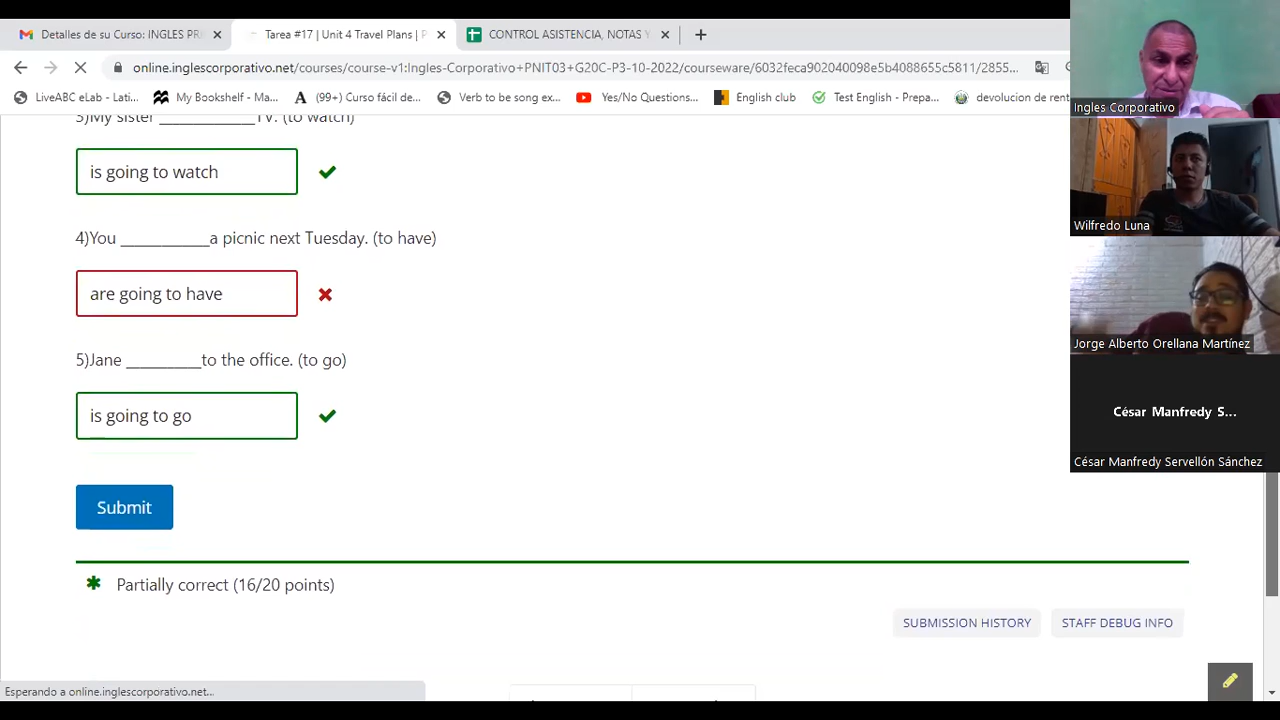 Detalles de su Curso: INGLES PR
Tarea #17 | Unit 4 Travel Plans | P
CONTROL ASISTENCIA, NOTAS Y
online.inglescorporativo.net/courses/course-v1:Ingles-Corporativo+PNIT03+G20C-P3-10-2022/courseware/6032feca902040098e5b4088655c5811/2855...
LiveABC eLab - Lati...
My Bookshelf - Ma...
(99+) Curso fácil de...
Verb to be song ex...
Yes/No Questions...
English club
Test English - Prepa...
devolucion de rent
Ingles Corporativo
3)My sister ____________TV. (to watch)
is going to watch
Wilfredo Luna
4)You ___________a picnic next Tuesday. (to have)
are going to have
Jorge Alberto Orellana Martínez
5)Jane _________to the office. (to go)
is going to go
César Manfredy S...
César Manfredy Servellón Sánchez
Submit
Partially correct (16/20 points)
SUBMISSION HISTORY
STAFF DEBUG INFO
Esperando a online.inglescorporativo.net...